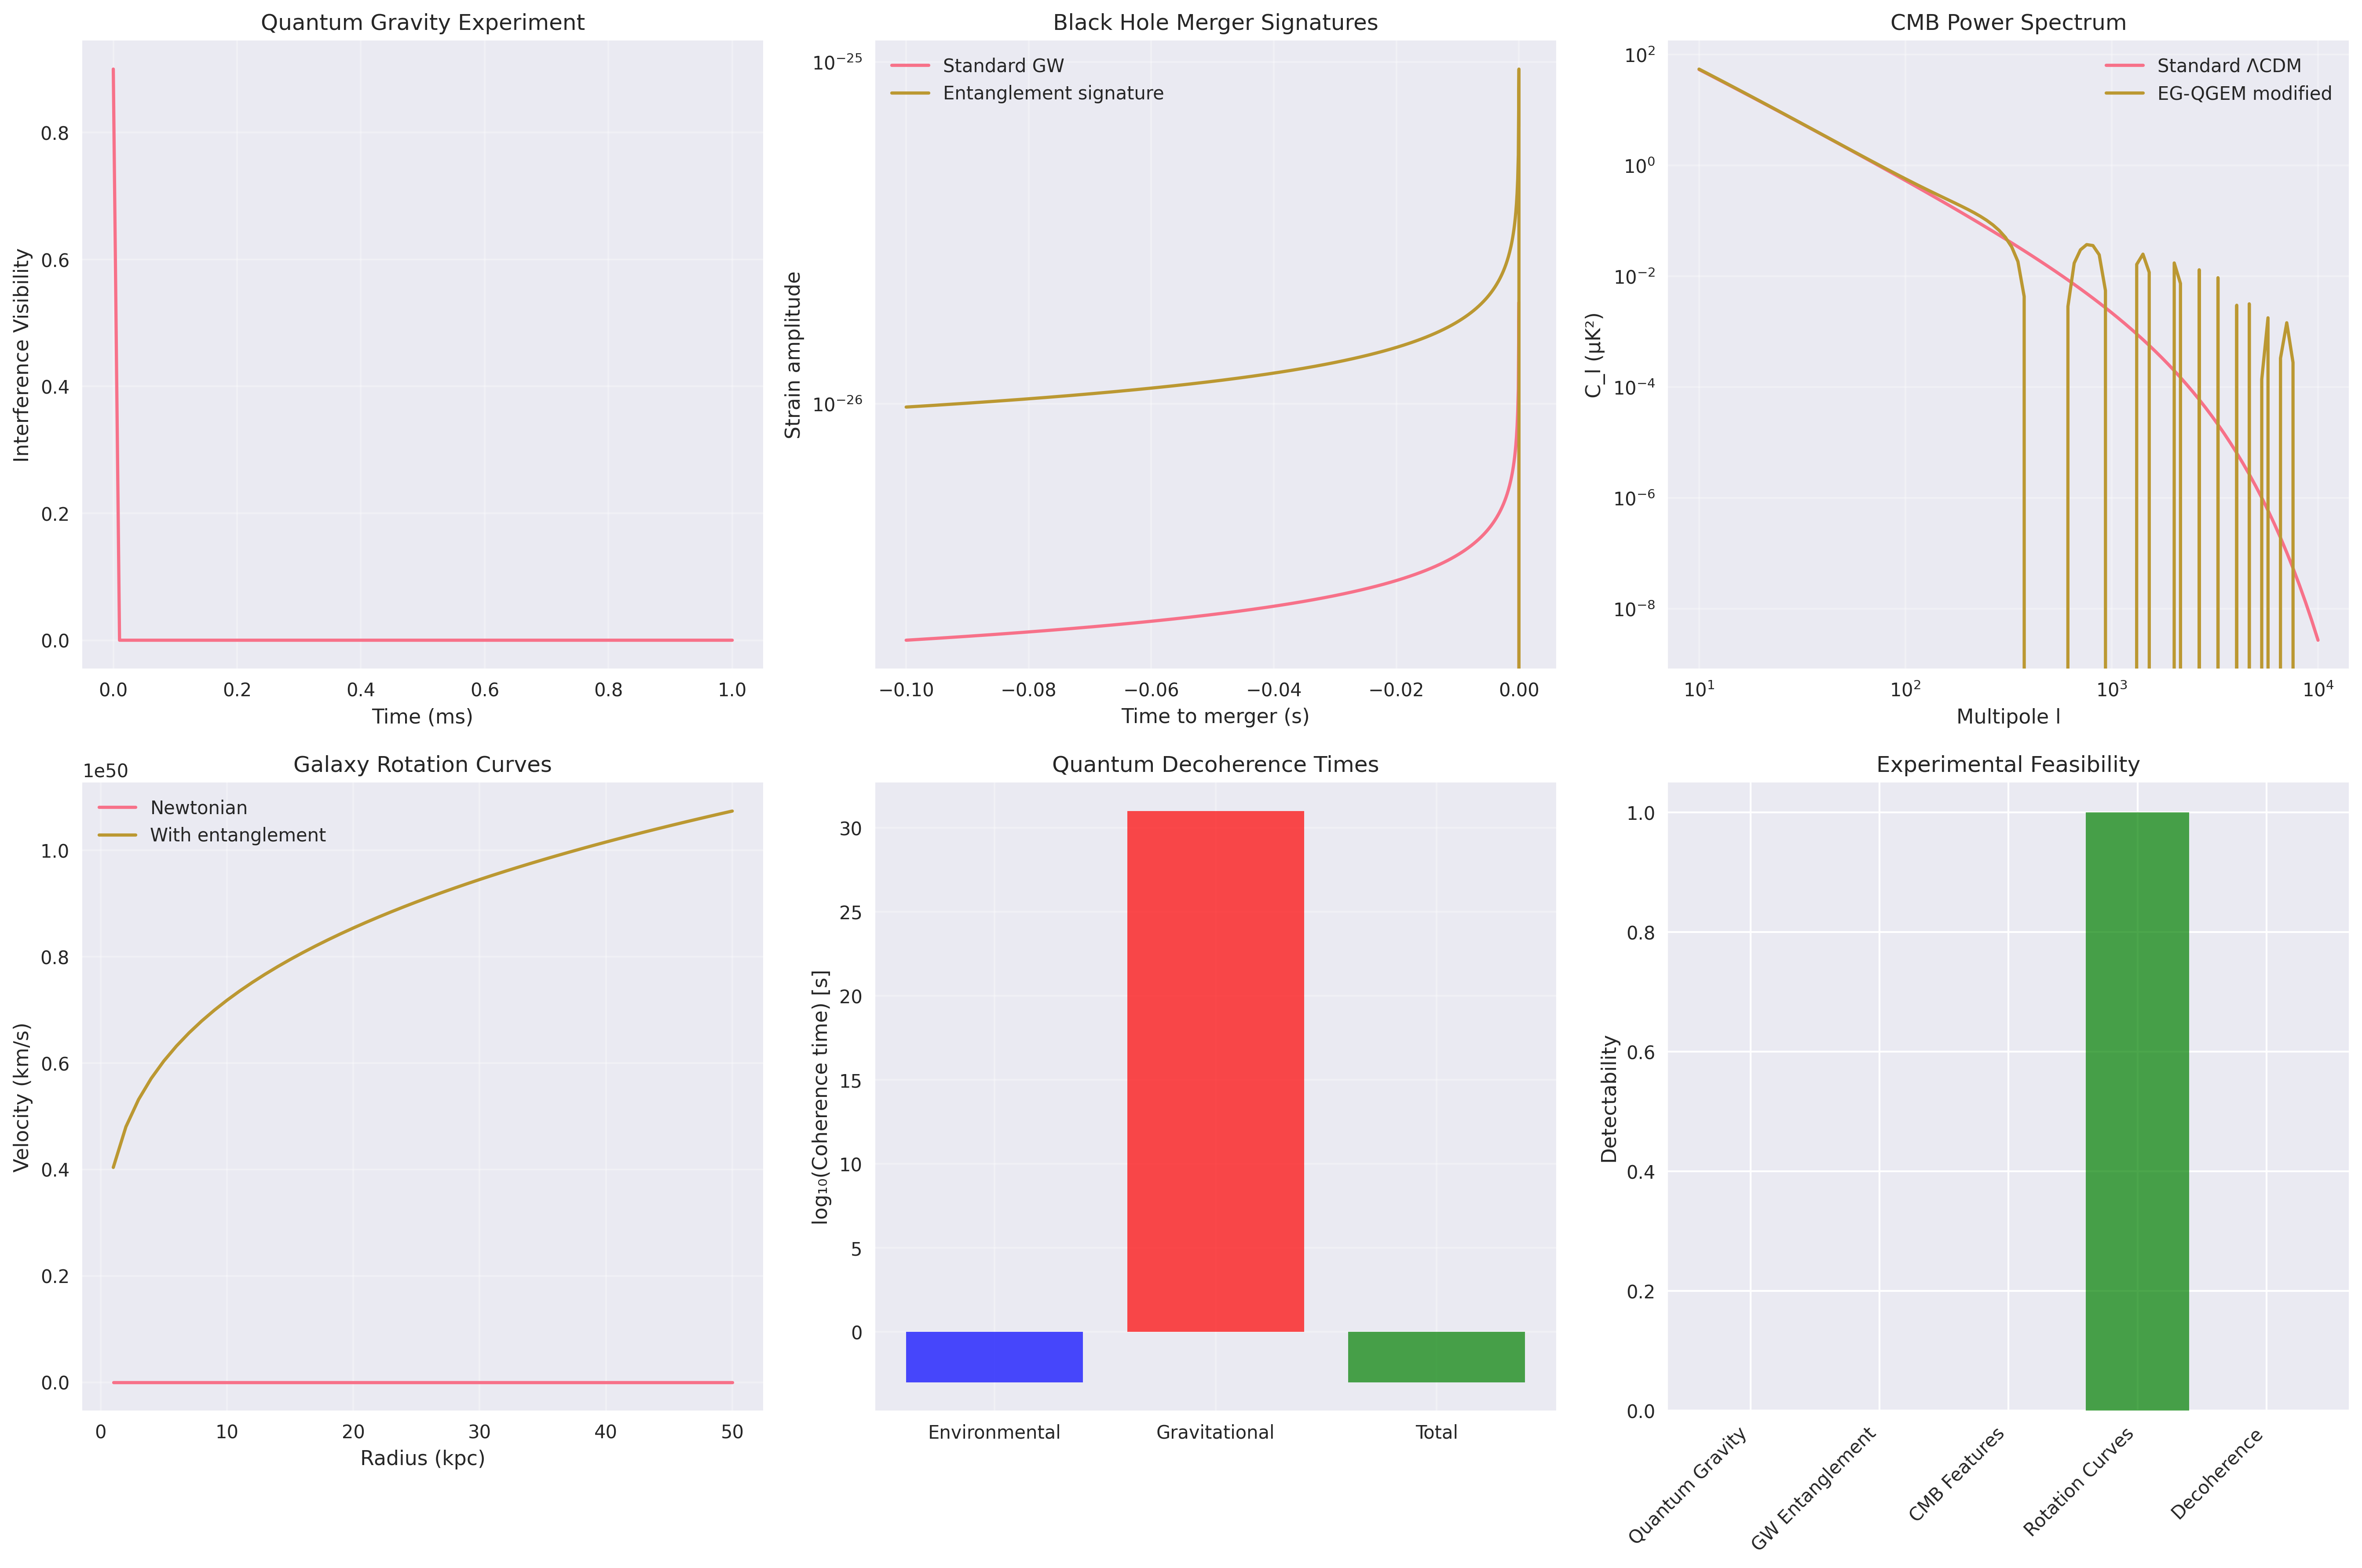 Quantum Gravity Experiment
Interference Visibility
0.8
0.6
0.4
0.2
0.0
0.0 0.2 0.4 0.6 0.8 1.0
Time (ms)
Black Hole Merger Signatures
Standard GW
Entanglement signature
Strain amplitude
10⁻²⁵
10⁻²⁶
−0.10 −0.08 −0.06 −0.04 −0.02 0.00
Time to merger (s)
CMB Power Spectrum
Standard ΛCDM
EG-QGEM modified
C_l (μK²)
10²
10⁰
10⁻²
10⁻⁴
10⁻⁶
10⁻⁸
10¹ 10² 10³ 10⁴
Multipole l
Galaxy Rotation Curves
1e50
Newtonian
With entanglement
Velocity (km/s)
1.0
0.8
0.6
0.4
0.2
0.0
0 10 20 30 40 50
Radius (kpc)
Quantum Decoherence Times
log₁₀(Coherence time) [s]
30
25
20
15
10
5
0
Environmental Gravitational Total
Experimental Feasibility
Detectability
1.0
0.8
0.6
0.4
0.2
0.0
Quantum Gravity
GW Entanglement
CMB Features
Rotation Curves
Decoherence